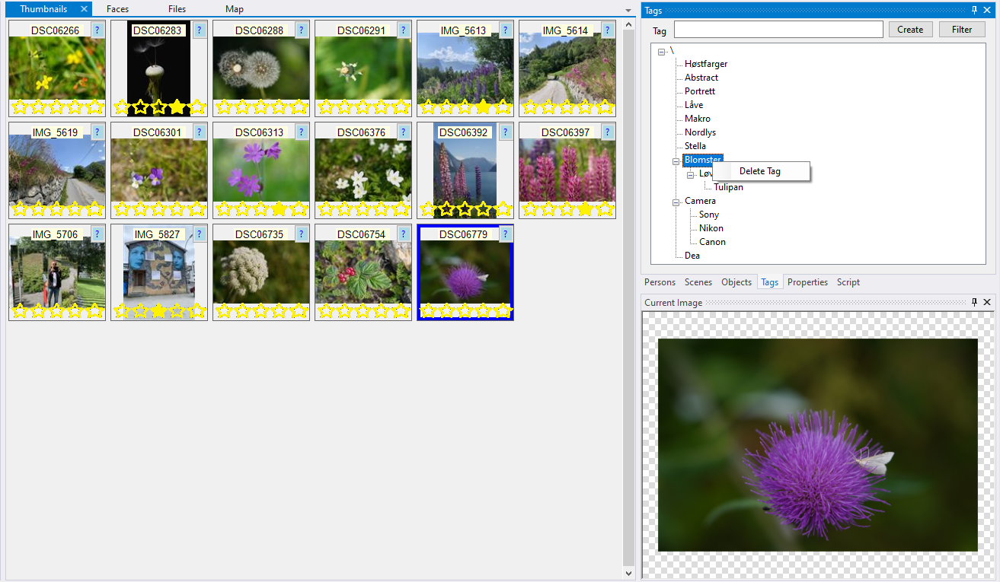 Thumbnails Faces Files Map
DSC06266 ? DSC06283 ? DSC06288 ? DSC06291 ? IMG_5613 ? IMG_5614 ?
IMG_5619 ? DSC06301 ? DSC06313 ? DSC06376 ? DSC06392 ? DSC06397 ?
IMG_5706 ? IMG_5827 ? DSC06735 ? DSC06754 ? DSC06779 ?
Tags
Tag Create Filter
\
Høstfarger
Abstract
Portrett
Låve
Makro
Nordlys
Stella
Blomster
Delete Tag
Tulipan
Camera
Sony
Nikon
Canon
Dea
Persons Scenes Objects Tags Properties Script
Current Image